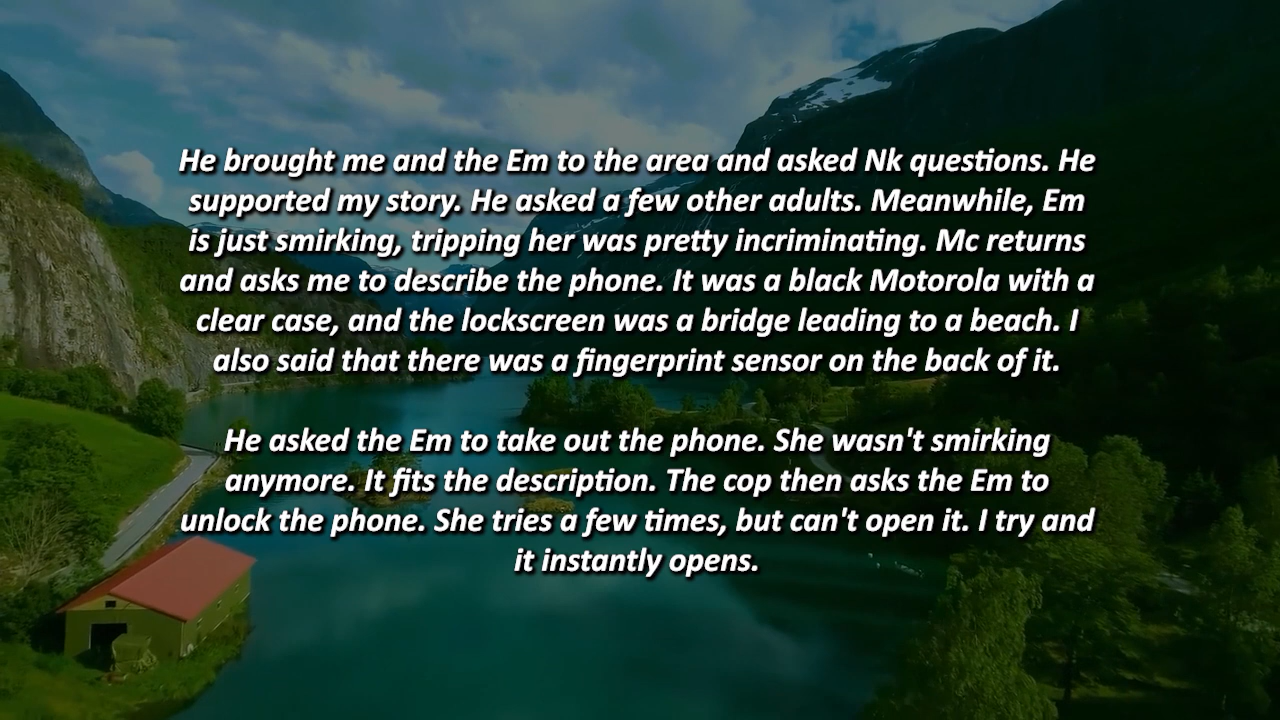 He brought me and the Em to the area and asked Nk questions. He
supported my story. He asked a few other adults. Meanwhile, Em
is just smirking, tripping her was pretty incriminating. Mc returns
and asks me to describe the phone. It was a black Motorola with a
clear case, and the lockscreen was a bridge leading to a beach. I
also said that there was a fingerprint sensor on the back of it.
He asked the Em to take out the phone. She wasn't smirking
anymore. It fits the description. The cop then asks the Em to
unlock the phone. She tries a few times, but can't open it. I try and
it instantly opens.